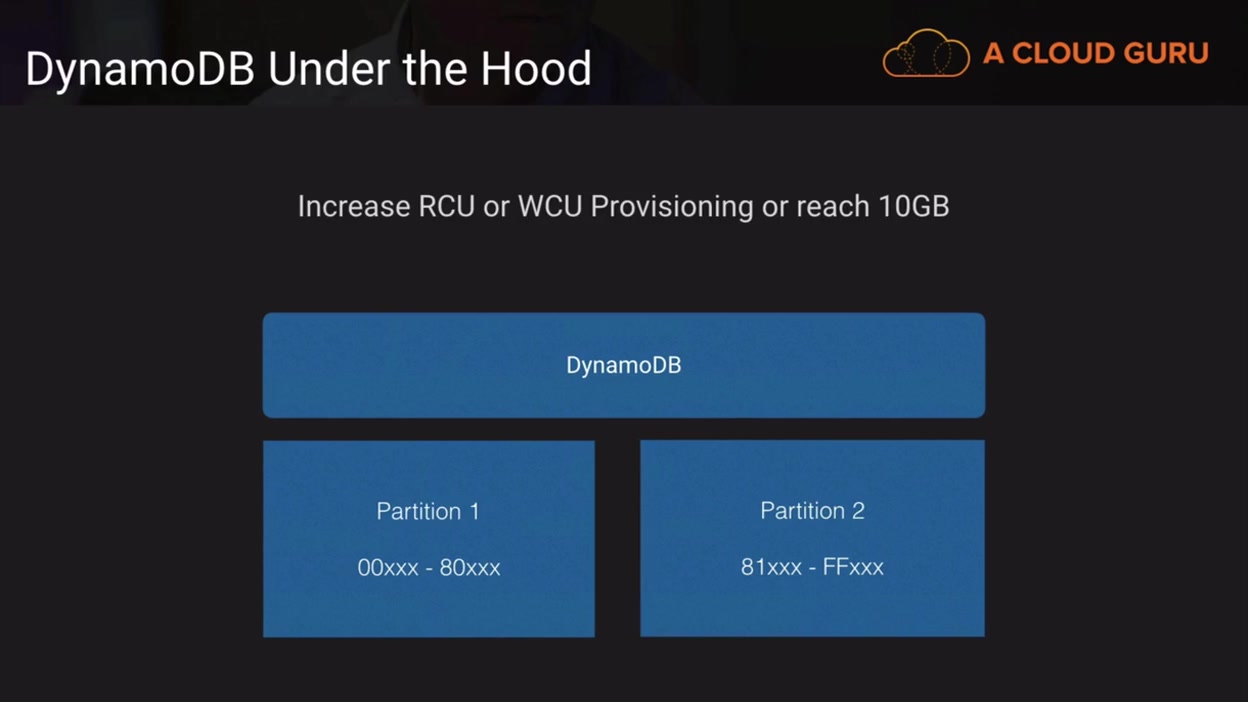 DynamoDB Under the Hood
A CLOUD GURU
Increase RCU or WCU Provisioning or reach 10GB
DynamoDB
Partition 1
00xxx - 80xxx
Partition 2
81xxx - FFxxx